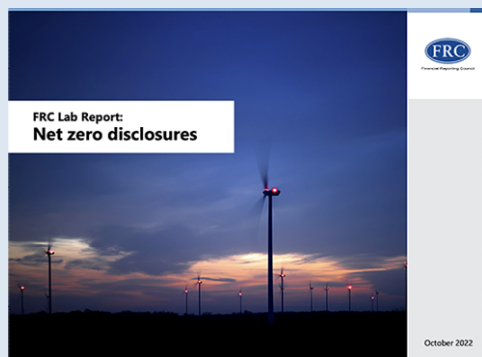 FRC
Financial Reporting Council
FRC Lab Report:
Net zero disclosures
October 2022